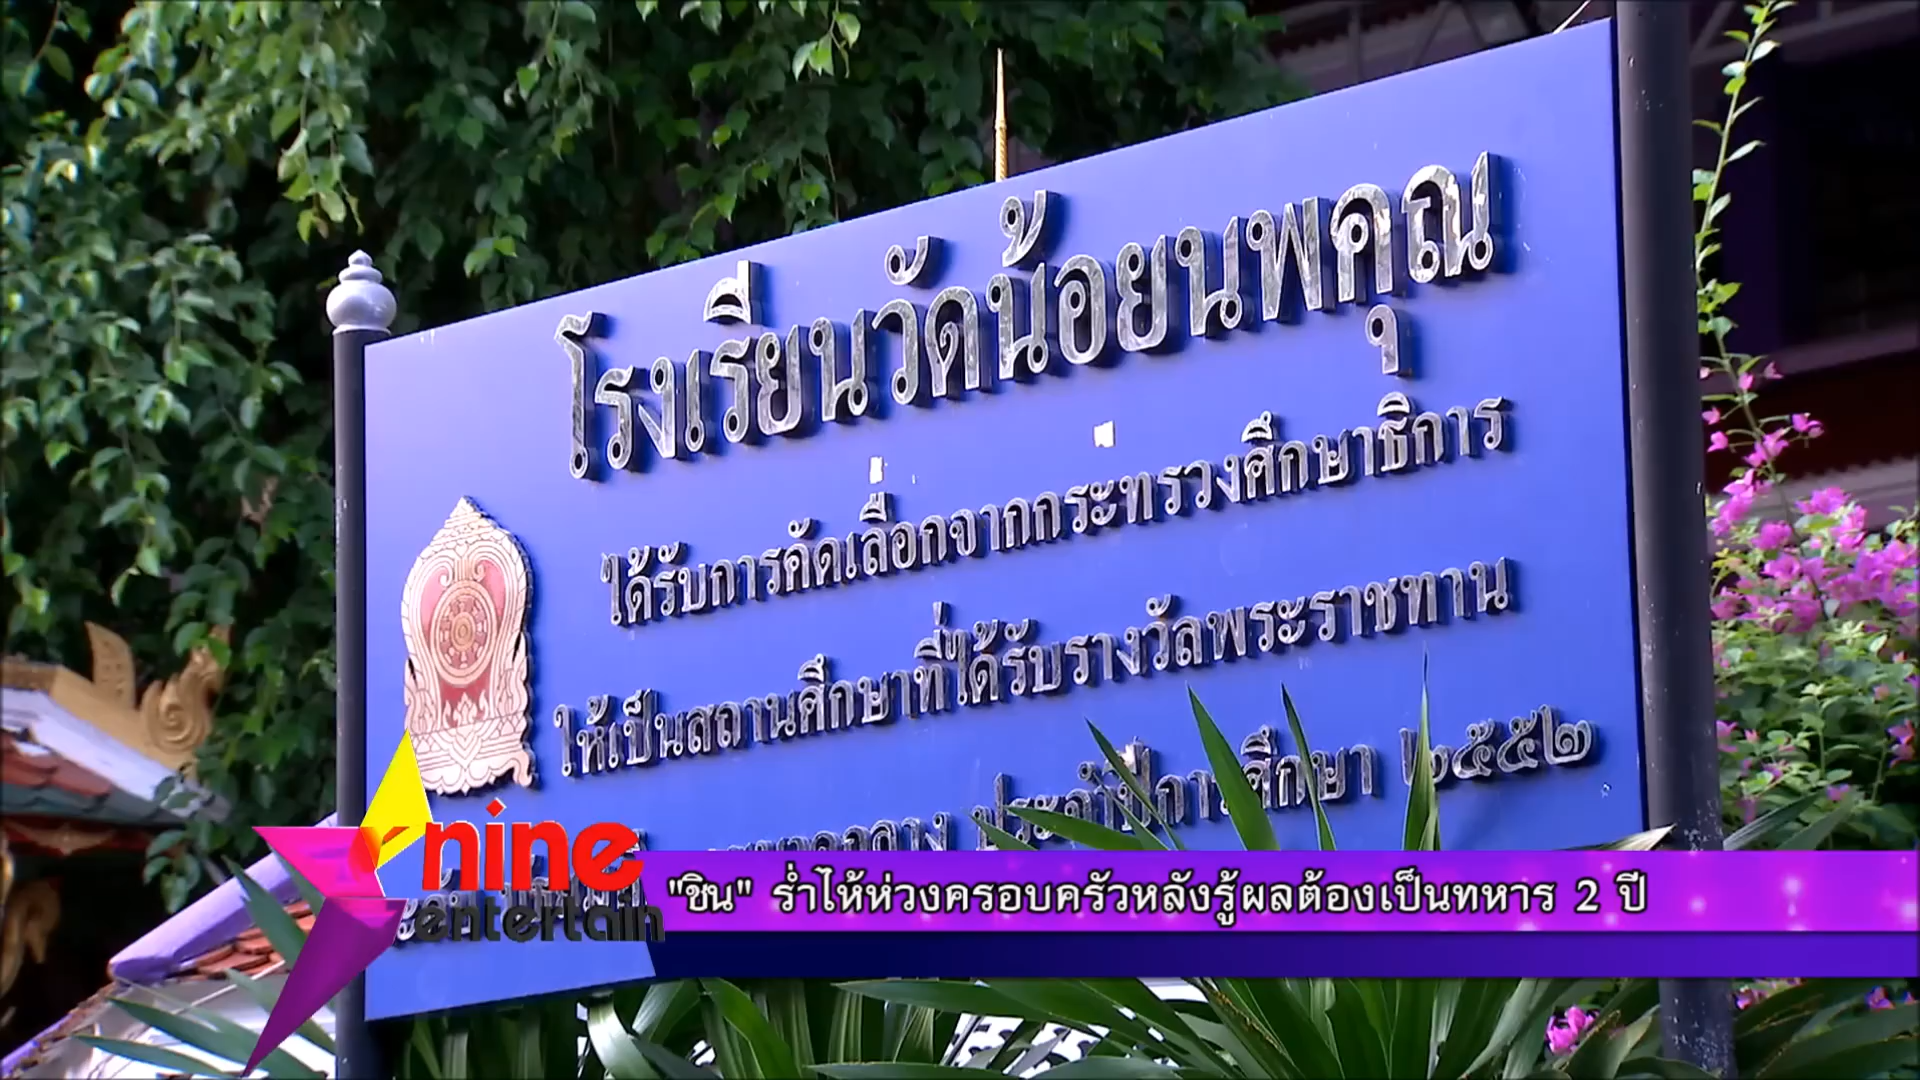 โรงเรียนวัดน้อยนพคุณ
ได้รับการคัดเลือกจากกระทรวงศึกษาธิการ
ให้เป็นสถานศึกษาที่ได้รับรางวัลพระราชทาน
ประจำปีการศึกษา ๒๕๕๒
nine
entertain
"ชิน" ร่ำไห้ห่วงครอบครัวหลังรู้ผลต้องเป็นทหาร 2 ปี